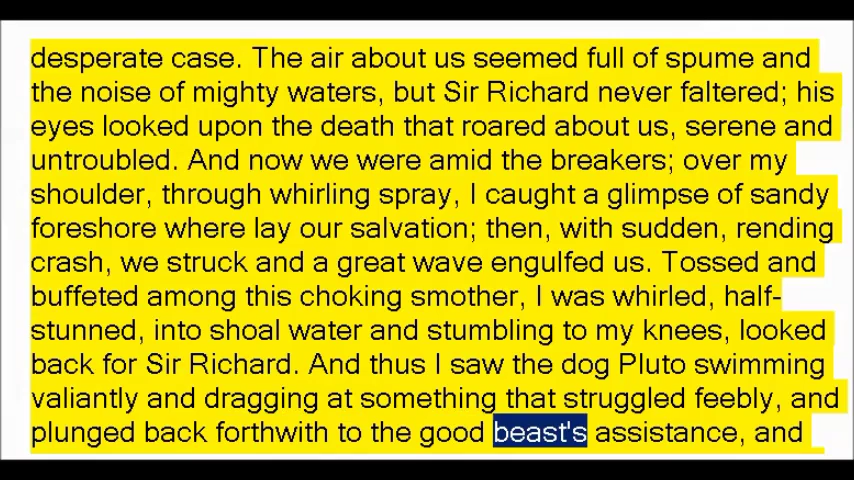 desperate case. The air about us seemed full of spume and
the noise of mighty waters, but Sir Richard never faltered; his
eyes looked upon the death that roared about us, serene and
untroubled. And now we were amid the breakers; over my
shoulder, through whirling spray, I caught a glimpse of sandy
foreshore where lay our salvation; then, with sudden, rending
crash, we struck and a great wave engulfed us. Tossed and
buffeted among this choking smother, I was whirled, half-
stunned, into shoal water and stumbling to my knees, looked
back for Sir Richard. And thus I saw the dog Pluto swimming
valiantly and dragging at something that struggled feebly, and
plunged back forthwith to the good beast's assistance, and